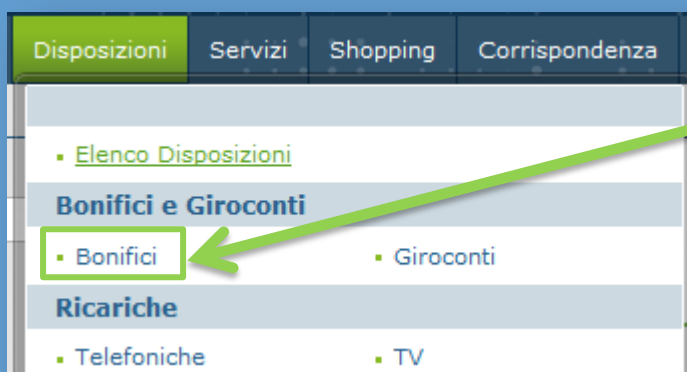 Disposizioni Servizi Shopping Corrispondenza
Elenco Disposizioni
Bonifici e Giroconti
Bonifici Giroconti
Ricariche
Telefoniche TV